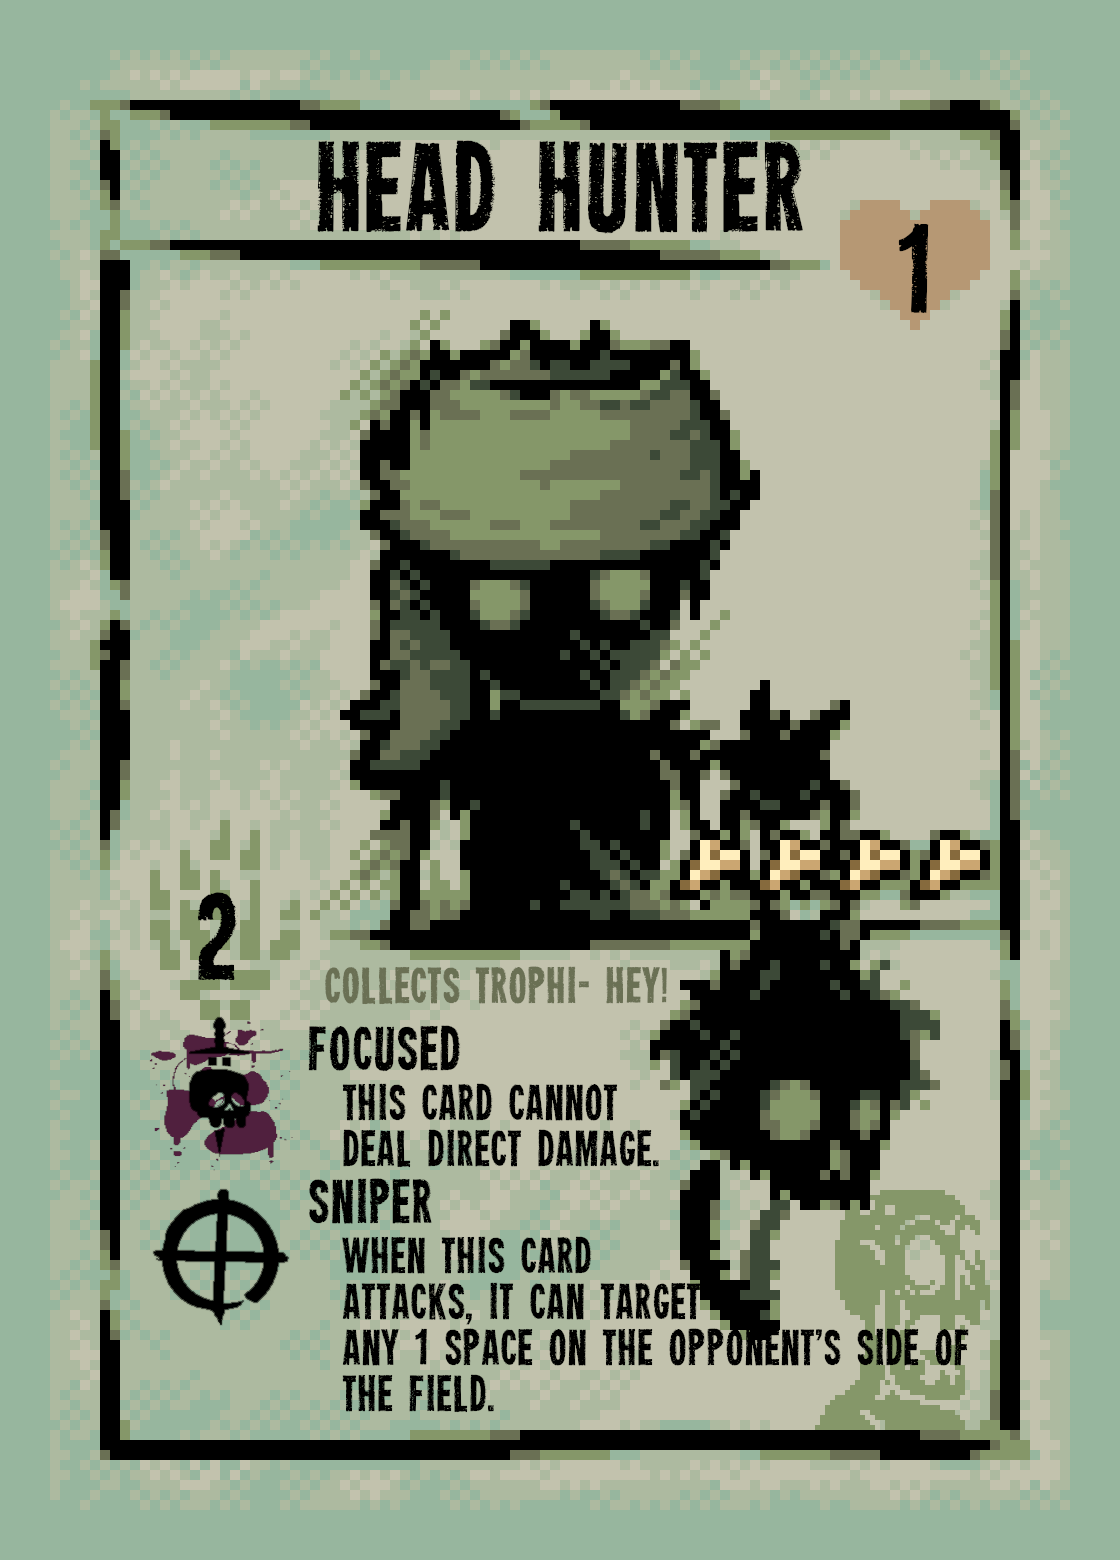 HEAD HUNTER
1
2
COLLECTS TROPHI- HEY!
FOCUSED
THIS CARD CANNOT
DEAL DIRECT DAMAGE.
SNIPER
WHEN THIS CARD
ATTACKS, IT CAN TARGET
ANY 1 SPACE ON THE OPPONENT'S SIDE OF
THE FIELD.